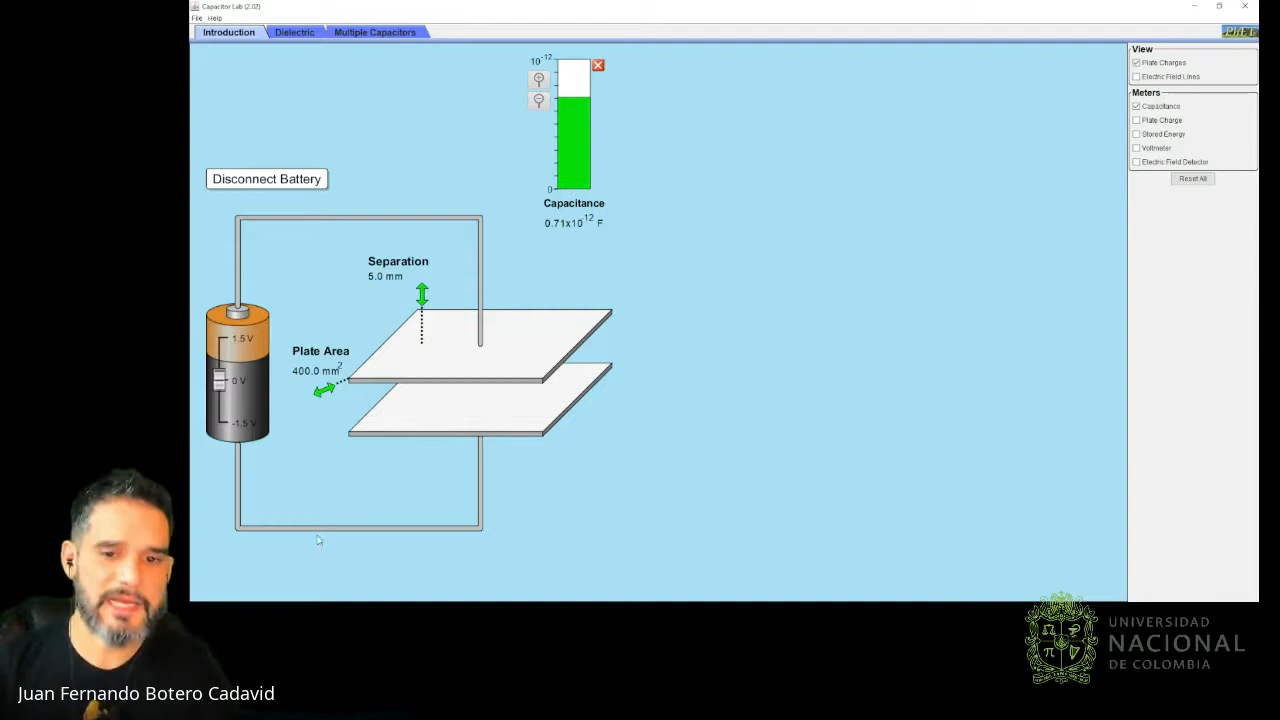 Capacitor Lab (2.02)
File Help
Introduction Dielectric Multiple Capacitors
PhET
View
Plate Charges
Electric Field Lines
Meters
Capacitance
Plate Charge
Stored Energy
Voltmeter
Electric Field Detector
Reset All
10-12
0
Capacitance
0.71x10 12 F
Disconnect Battery
Separation
5.0 mm
Plate Area
400.0 mm2
1.5 V
0 V
-1.5 V
Juan Fernando Botero Cadavid
UNIVERSIDAD
NACIONAL
DE COLOMBIA